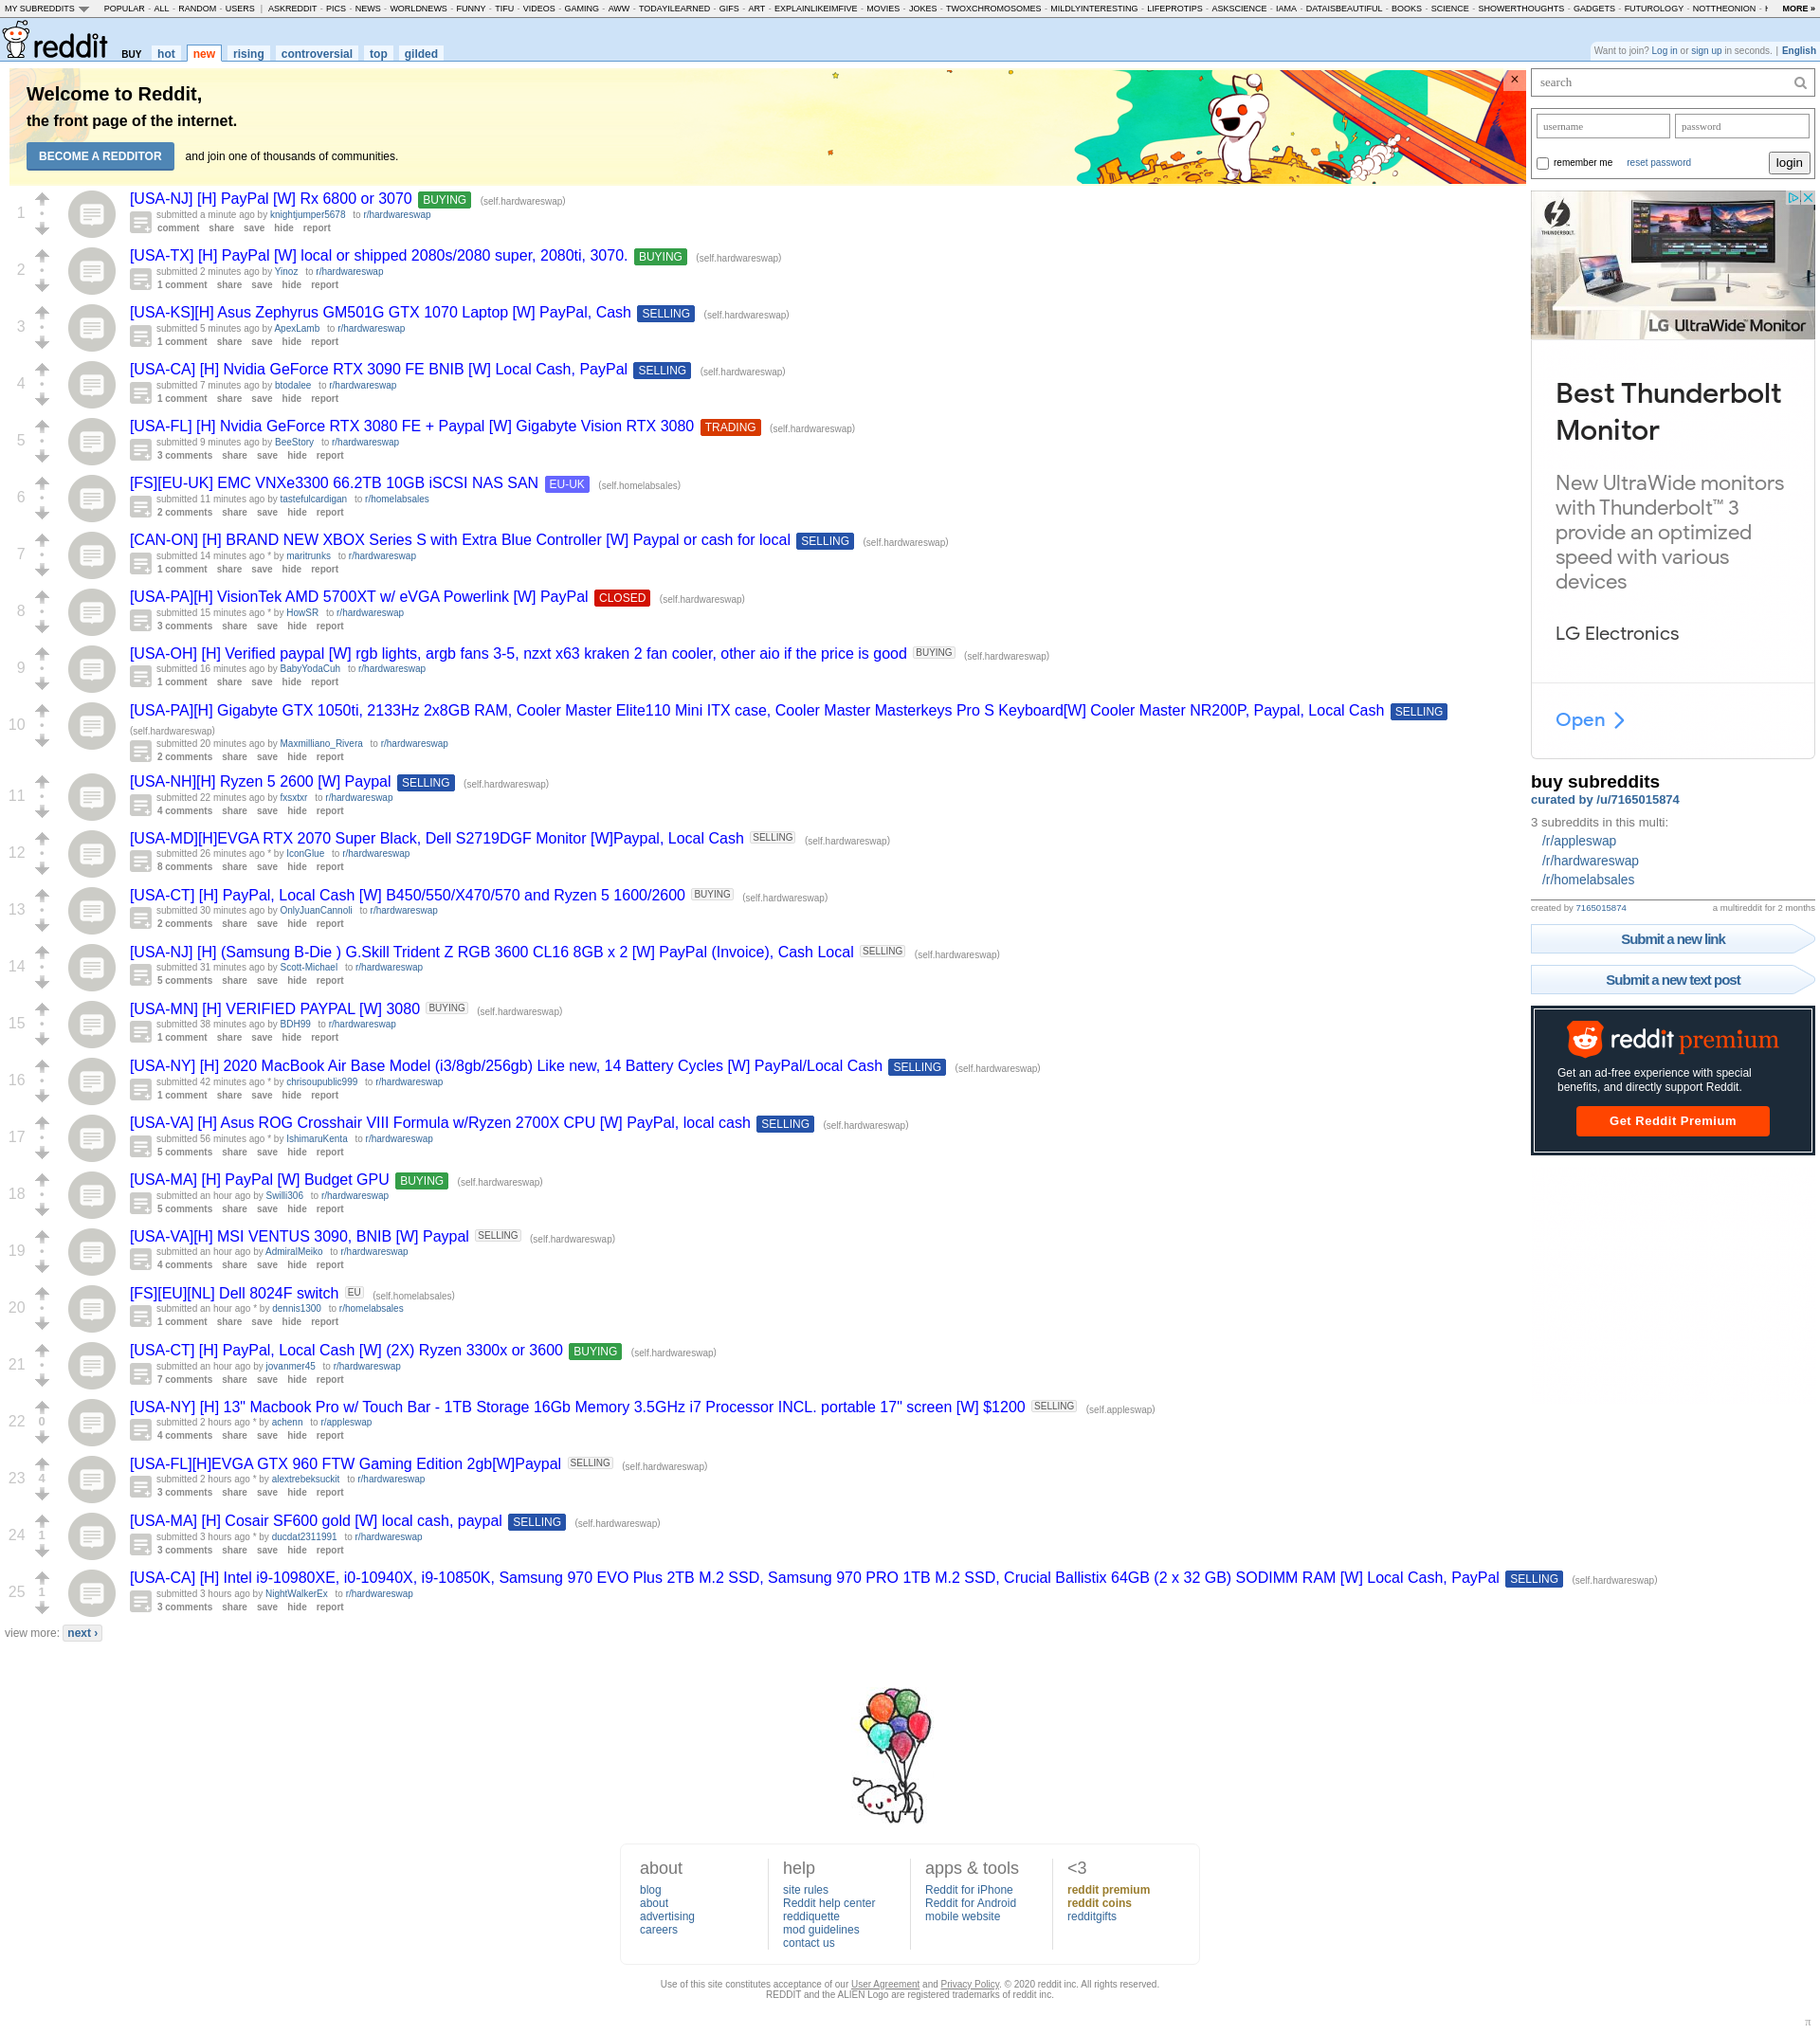 MY SUBREDDITS POPULAR - ALL - RANDOM - USERS | ASKREDDIT - PICS - NEWS - WORLDNEWS - FUNNY - TIFU - VIDEOS - GAMING - AWW - TODAYILEARNED - GIFS - ART - EXPLAINLIKEIMFIVE - MOVIES - JOKES - TWOXCHROMOSOMES - MILDLYINTERESTING - LIFEPROTIPS - ASKSCIENCE - IAMA - DATAISBEAUTIFUL - BOOKS - SCIENCE - SHOWERTHOUGHTS - GADGETS - FUTUROLOGY - NOTTHEONION - MORE »
reddit BUY hot new rising controversial top gilded
Want to join? Log in or sign up in seconds. | English
Welcome to Reddit,
the front page of the internet.
BECOME A REDDITOR and join one of thousands of communities.
×
1
[USA-NJ] [H] PayPal [W] Rx 6800 or 3070 BUYING (self.hardwareswap)
submitted a minute ago by knightjumper5678 to r/hardwareswap
comment share save hide report
2
[USA-TX] [H] PayPal [W] local or shipped 2080s/2080 super, 2080ti, 3070. BUYING (self.hardwareswap)
submitted 2 minutes ago by Yinoz to r/hardwareswap
1 comment share save hide report
3
[USA-KS][H] Asus Zephyrus GM501G GTX 1070 Laptop [W] PayPal, Cash SELLING (self.hardwareswap)
submitted 5 minutes ago by ApexLamb to r/hardwareswap
1 comment share save hide report
4
[USA-CA] [H] Nvidia GeForce RTX 3090 FE BNIB [W] Local Cash, PayPal SELLING (self.hardwareswap)
submitted 7 minutes ago by btodalee to r/hardwareswap
1 comment share save hide report
5
[USA-FL] [H] Nvidia GeForce RTX 3080 FE + Paypal [W] Gigabyte Vision RTX 3080 TRADING (self.hardwareswap)
submitted 9 minutes ago by BeeStory to r/hardwareswap
3 comments share save hide report
6
[FS][EU-UK] EMC VNXe3300 66.2TB 10GB iSCSI NAS SAN EU-UK (self.homelabsales)
submitted 11 minutes ago by tastefulcardigan to r/homelabsales
2 comments share save hide report
7
[CAN-ON] [H] BRAND NEW XBOX Series S with Extra Blue Controller [W] Paypal or cash for local SELLING (self.hardwareswap)
submitted 14 minutes ago * by maritrunks to r/hardwareswap
1 comment share save hide report
8
[USA-PA][H] VisionTek AMD 5700XT w/ eVGA Powerlink [W] PayPal CLOSED (self.hardwareswap)
submitted 15 minutes ago * by HowSR to r/hardwareswap
3 comments share save hide report
9
[USA-OH] [H] Verified paypal [W] rgb lights, argb fans 3-5, nzxt x63 kraken 2 fan cooler, other aio if the price is good BUYING (self.hardwareswap)
submitted 16 minutes ago by BabyYodaCuh to r/hardwareswap
1 comment share save hide report
10
[USA-PA][H] Gigabyte GTX 1050ti, 2133Hz 2x8GB RAM, Cooler Master Elite110 Mini ITX case, Cooler Master Masterkeys Pro S Keyboard[W] Cooler Master NR200P, Paypal, Local Cash SELLING
(self.hardwareswap)
submitted 20 minutes ago by Maxmilliano_Rivera to r/hardwareswap
2 comments share save hide report
11
[USA-NH][H] Ryzen 5 2600 [W] Paypal SELLING (self.hardwareswap)
submitted 22 minutes ago by fxsxtxr to r/hardwareswap
4 comments share save hide report
12
[USA-MD][H]EVGA RTX 2070 Super Black, Dell S2719DGF Monitor [W]Paypal, Local Cash SELLING (self.hardwareswap)
submitted 26 minutes ago * by IconGlue to r/hardwareswap
8 comments share save hide report
13
[USA-CT] [H] PayPal, Local Cash [W] B450/550/X470/570 and Ryzen 5 1600/2600 BUYING (self.hardwareswap)
submitted 30 minutes ago by OnlyJuanCannoli to r/hardwareswap
2 comments share save hide report
14
[USA-NJ] [H] (Samsung B-Die ) G.Skill Trident Z RGB 3600 CL16 8GB x 2 [W] PayPal (Invoice), Cash Local SELLING (self.hardwareswap)
submitted 31 minutes ago by Scott-Michael to r/hardwareswap
5 comments share save hide report
15
[USA-MN] [H] VERIFIED PAYPAL [W] 3080 BUYING (self.hardwareswap)
submitted 38 minutes ago by BDH99 to r/hardwareswap
1 comment share save hide report
16
[USA-NY] [H] 2020 MacBook Air Base Model (i3/8gb/256gb) Like new, 14 Battery Cycles [W] PayPal/Local Cash SELLING (self.hardwareswap)
submitted 42 minutes ago * by chrisoupublic999 to r/hardwareswap
1 comment share save hide report
17
[USA-VA] [H] Asus ROG Crosshair VIII Formula w/Ryzen 2700X CPU [W] PayPal, local cash SELLING (self.hardwareswap)
submitted 56 minutes ago * by IshimaruKenta to r/hardwareswap
5 comments share save hide report
18
[USA-MA] [H] PayPal [W] Budget GPU BUYING (self.hardwareswap)
submitted an hour ago by Swilli306 to r/hardwareswap
5 comments share save hide report
19
[USA-VA][H] MSI VENTUS 3090, BNIB [W] Paypal SELLING (self.hardwareswap)
submitted an hour ago by AdmiralMeiko to r/hardwareswap
4 comments share save hide report
20
[FS][EU][NL] Dell 8024F switch EU (self.homelabsales)
submitted an hour ago * by dennis1300 to r/homelabsales
1 comment share save hide report
21
[USA-CT] [H] PayPal, Local Cash [W] (2X) Ryzen 3300x or 3600 BUYING (self.hardwareswap)
submitted an hour ago by jovanmer45 to r/hardwareswap
7 comments share save hide report
22 0
[USA-NY] [H] 13" Macbook Pro w/ Touch Bar - 1TB Storage 16Gb Memory 3.5GHz i7 Processor INCL. portable 17" screen [W] $1200 SELLING (self.appleswap)
submitted 2 hours ago * by achenn to r/appleswap
4 comments share save hide report
23 4
[USA-FL][H]EVGA GTX 960 FTW Gaming Edition 2gb[W]Paypal SELLING (self.hardwareswap)
submitted 2 hours ago * by alextrebeksuckit to r/hardwareswap
3 comments share save hide report
24 1
[USA-MA] [H] Cosair SF600 gold [W] local cash, paypal SELLING (self.hardwareswap)
submitted 3 hours ago * by ducdat2311991 to r/hardwareswap
3 comments share save hide report
25 1
[USA-CA] [H] Intel i9-10980XE, i0-10940X, i9-10850K, Samsung 970 EVO Plus 2TB M.2 SSD, Samsung 970 PRO 1TB M.2 SSD, Crucial Ballistix 64GB (2 x 32 GB) SODIMM RAM [W] Local Cash, PayPal SELLING (self.hardwareswap)
submitted 3 hours ago by NightWalkerEx to r/hardwareswap
3 comments share save hide report
view more: next ›
search
username password
remember me reset password login
THUNDERBOLT
LG UltraWide™ Monitor
Best Thunderbolt
Monitor
New UltraWide monitors
with Thunderbolt™ 3
provide an optimized
speed with various
devices
LG Electronics
Open
buy subreddits
curated by /u/7165015874
3 subreddits in this multi:
/r/appleswap
/r/hardwareswap
/r/homelabsales
created by 7165015874 a multireddit for 2 months
Submit a new link
Submit a new text post
reddit premium
Get an ad-free experience with special
benefits, and directly support Reddit.
Get Reddit Premium
about
blog
about
advertising
careers
help
site rules
Reddit help center
reddiquette
mod guidelines
contact us
apps & tools
Reddit for iPhone
Reddit for Android
mobile website
<3
reddit premium
reddit coins
redditgifts
Use of this site constitutes acceptance of our User Agreement and Privacy Policy. © 2020 reddit inc. All rights reserved.
REDDIT and the ALIEN Logo are registered trademarks of reddit inc.
π